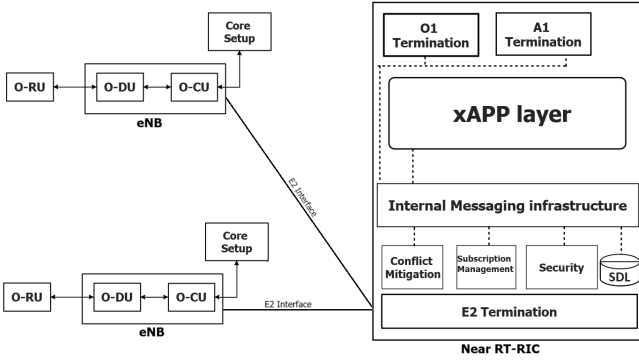 Core
Setup
O-RU
O-DU
O-CU
eNB
E2 Interface
Core
Setup
O-RU
O-DU
O-CU
E2 Interface
eNB
O1
Termination
A1
Termination
xAPP layer
Internal Messaging infrastructure
Conflict
Mitigation
Subscription
Management
Security
SDL
E2 Termination
Near RT-RIC